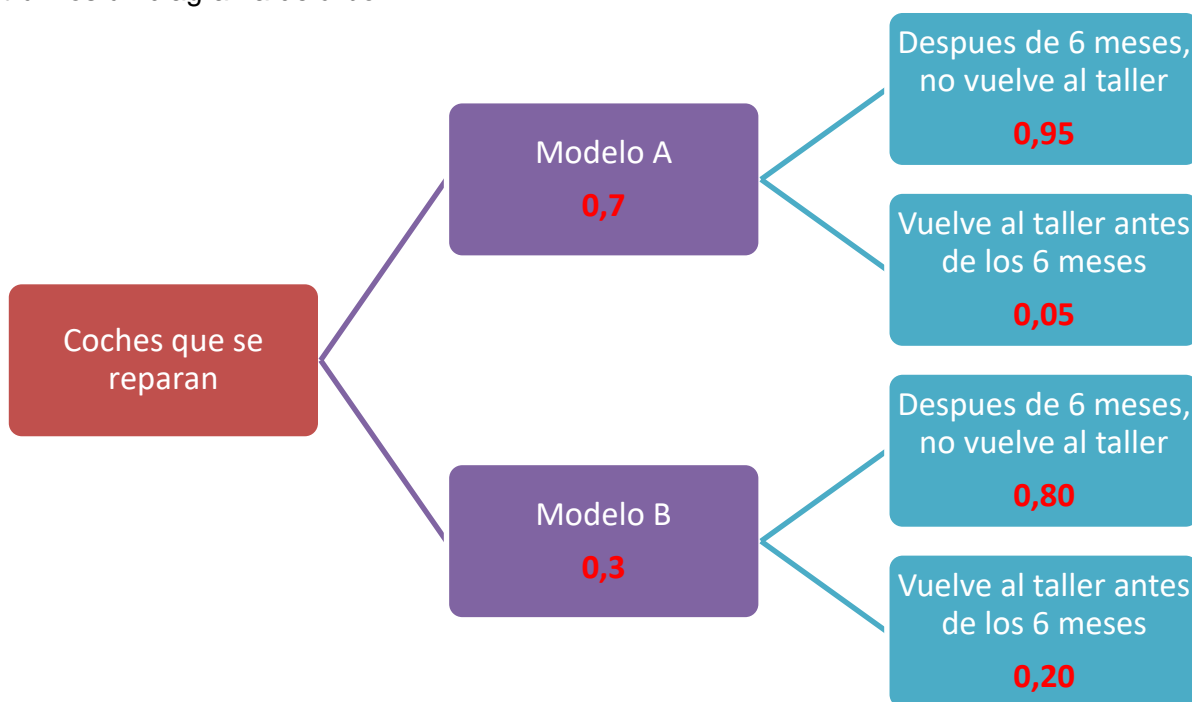 Despues de 6 meses,
no vuelve al taller
0,95
Modelo A
0,7
Vuelve al taller antes
de los 6 meses
0,05
Coches que se
reparan
Despues de 6 meses,
no vuelve al taller
0,80
Modelo B
0,3
Vuelve al taller antes
de los 6 meses
0,20